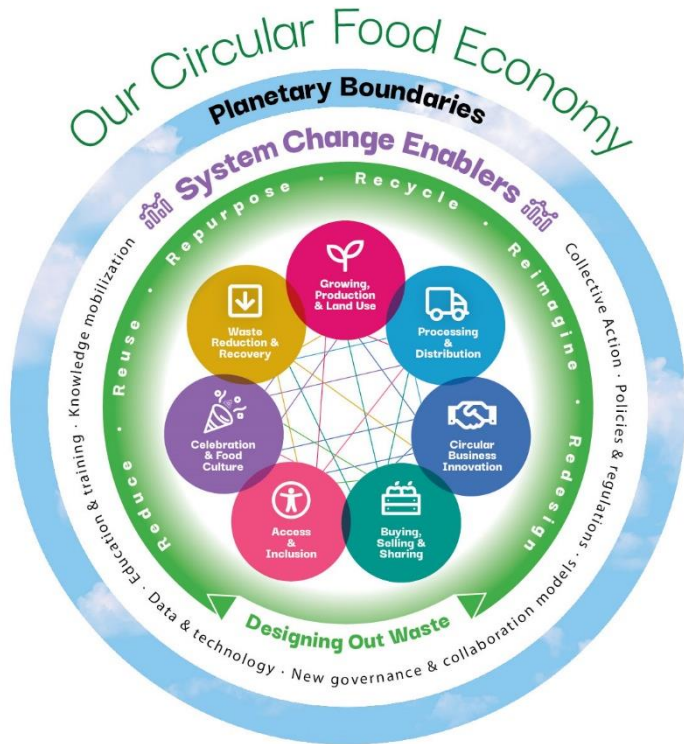 Our Circular Food Economy
Planetary Boundaries
System Change Enablers
Knowledge mobilization · Education & training · Data & technology · New governance & collaboration models · Policies & regulations · Collective Action
Reduce · Reuse · Repurpose · Recycle · Reimagine · Redesign
Growing,
Production
& Land Use
Processing
&
Distribution
Circular
Business
Innovation
Buying,
Selling &
Sharing
Access
&
Inclusion
Celebration
& Food
Culture
Waste
Reduction &
Recovery
Designing Out Waste